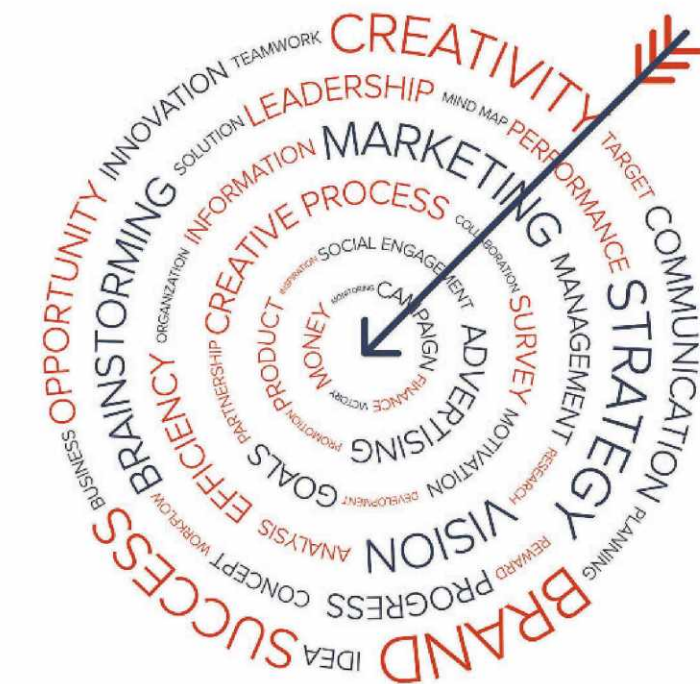 OPPORTUNITY INNOVATION TEAMWORK CREATIVITY TARGET COMMUNICATION PLANNING BRAND IDEA SUCCESS BUSINESS
BRAINSTORMING SOLUTION LEADERSHIP MIND MAP PERFORMANCE STRATEGY REWARD PROGRESS CONCEPT WORKFLOW
EFFICIENCY ORGANIZATION INFORMATION MARKETING MANAGEMENT RESEARCH VISION ANALYSIS
PARTNERSHIP CREATIVE PROCESS COLLABORATION SURVEY MOTIVATION DEVELOPMENT GOALS
PROMOTION PRODUCT INSPIRATION SOCIAL ENGAGEMENT ADVERTISING
MONEY MONITORING CAMPAIGN FINANCE VICTORY